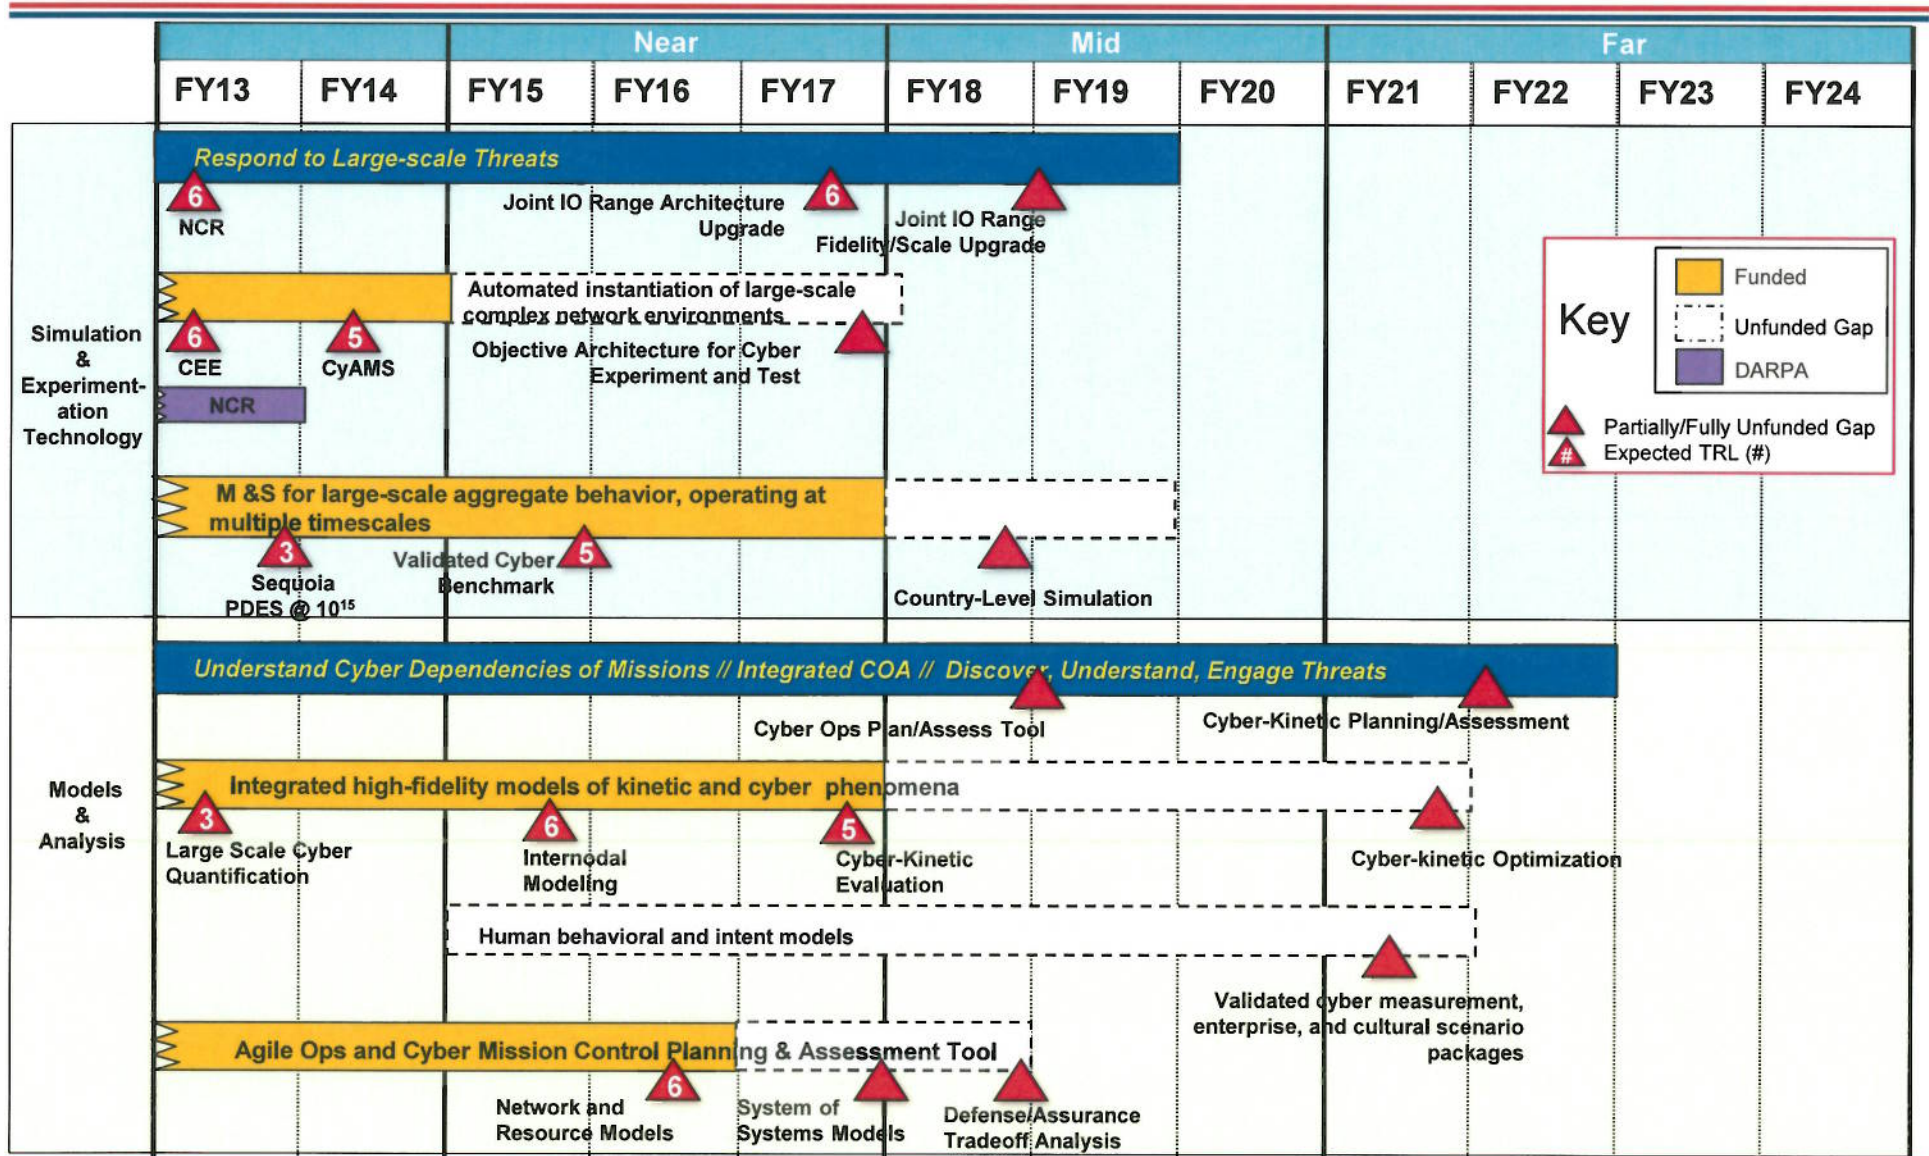 Near Mid Far
FY13 FY14 FY15 FY16 FY17 FY18 FY19 FY20 FY21 FY22 FY23 FY24
Simulation
&
Experiment-
ation
Technology
Respond to Large-scale Threats
6
NCR
Joint IO Range Architecture
Upgrade
6
Joint IO Range
Fidelity/Scale Upgrade
Automated instantiation of large-scale
complex network environments
6
CEE
5
CyAMS
Objective Architecture for Cyber
Experiment and Test
NCR
M &S for large-scale aggregate behavior, operating at
multiple timescales
3
Sequoia
PDES @ 10¹⁵
Validated Cyber
Benchmark
5
Country-Level Simulation
Key
Funded
Unfunded Gap
DARPA
Partially/Fully Unfunded Gap
# Expected TRL (#)
Models
&
Analysis
Understand Cyber Dependencies of Missions // Integrated COA // Discover, Understand, Engage Threats
Cyber Ops Plan/Assess Tool
Cyber-Kinetic Planning/Assessment
Integrated high-fidelity models of kinetic and cyber phenomena
3
Large Scale Cyber
Quantification
6
Internodal
Modeling
5
Cyber-Kinetic
Evaluation
Cyber-kinetic Optimization
Human behavioral and intent models
Validated cyber measurement,
enterprise, and cultural scenario
packages
Agile Ops and Cyber Mission Control Planning & Assessment Tool
6
Network and
Resource Models
System of
Systems Models
Defense/Assurance
Tradeoff Analysis